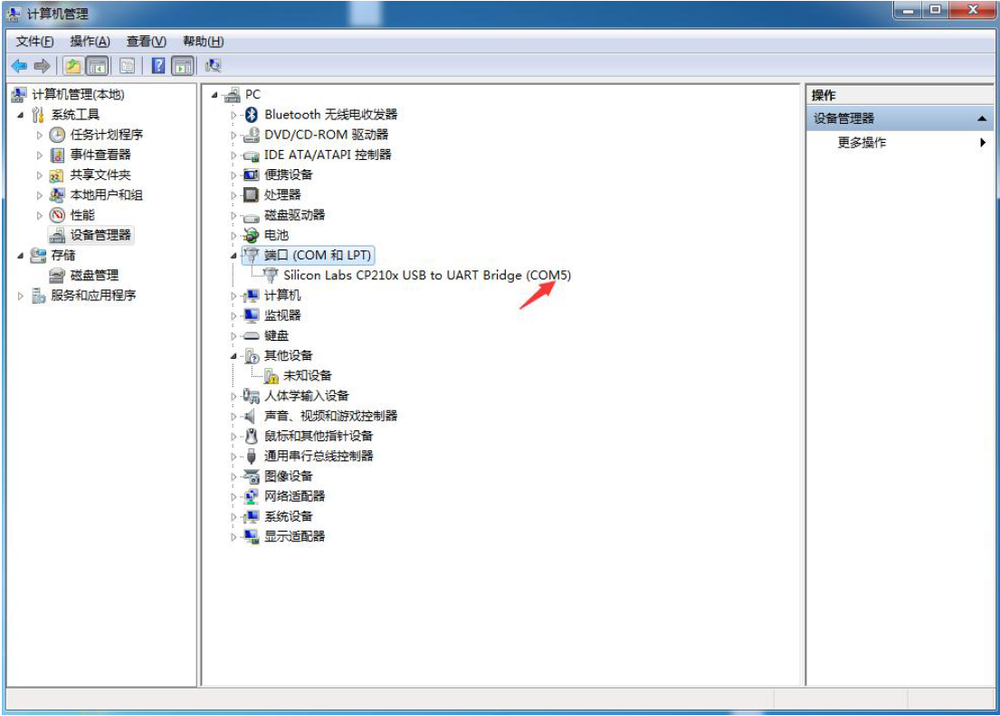 计算机管理
文件(F) 操作(A) 查看(V) 帮助(H)
计算机管理(本地)
系统工具
任务计划程序
事件查看器
共享文件夹
本地用户和组
性能
设备管理器
存储
磁盘管理
服务和应用程序
PC
Bluetooth 无线电收发器
DVD/CD-ROM 驱动器
IDE ATA/ATAPI 控制器
便携设备
处理器
磁盘驱动器
电池
端口 (COM 和 LPT)
Silicon Labs CP210x USB to UART Bridge (COM5)
计算机
监视器
键盘
其他设备
未知设备
人体学输入设备
声音、视频和游戏控制器
鼠标和其他指针设备
通用串行总线控制器
图像设备
网络适配器
系统设备
显示适配器
操作
设备管理器
更多操作